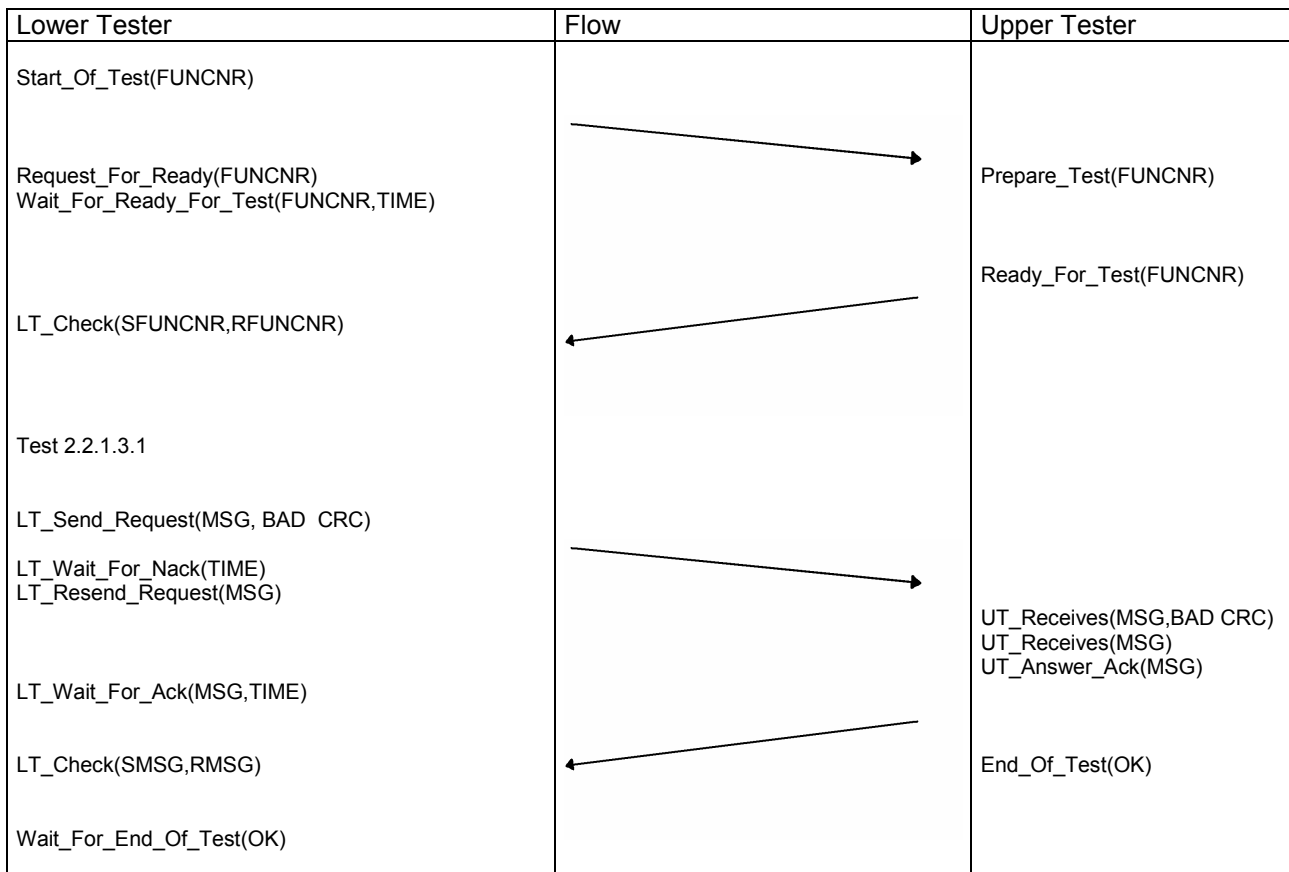 Lower Tester
Flow
Upper Tester
Start_Of_Test(FUNCNR)
Request_For_Ready(FUNCNR)
Prepare_Test(FUNCNR)
Wait_For_Ready_For_Test(FUNCNR,TIME)
Ready_For_Test(FUNCNR)
LT_Check(SFUNCNR,RFUNCNR)
Test 2.2.1.3.1
LT_Send_Request(MSG, BAD  CRC)
LT_Wait_For_Nack(TIME)
LT_Resend_Request(MSG)
UT_Receives(MSG,BAD CRC)
UT_Receives(MSG)
UT_Answer_Ack(MSG)
LT_Wait_For_Ack(MSG,TIME)
LT_Check(SMSG,RMSG)
End_Of_Test(OK)
Wait_For_End_Of_Test(OK)